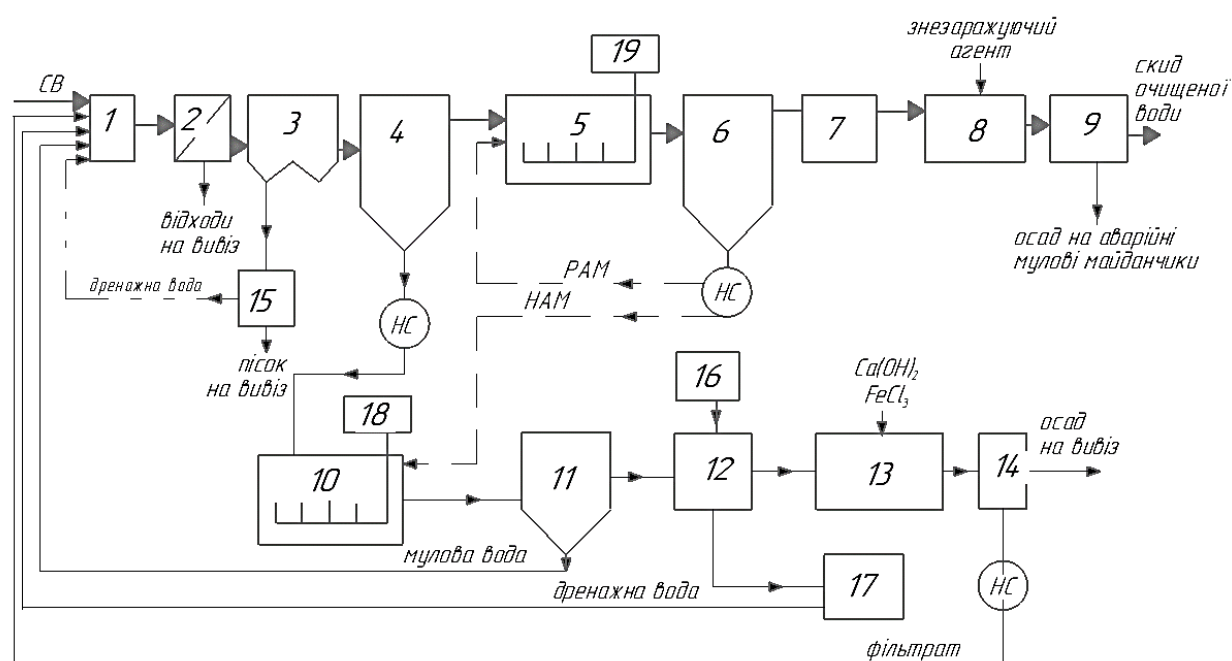 знезаражуючий
агент
скид
очищеної
води
СВ
19
1
2
3
4
5
6
7
8
9
відходи
на вивіз
осад на аварійні
мулові майданчики
дренажна вода
15
НС
РАМ
НАМ
НС
пісок
на вивіз
16
Ca(OH)₂
FeCl₃
осад
на вивіз
18
10
11
12
13
14
мулова вода
дренажна вода
17
НС
фільтрат